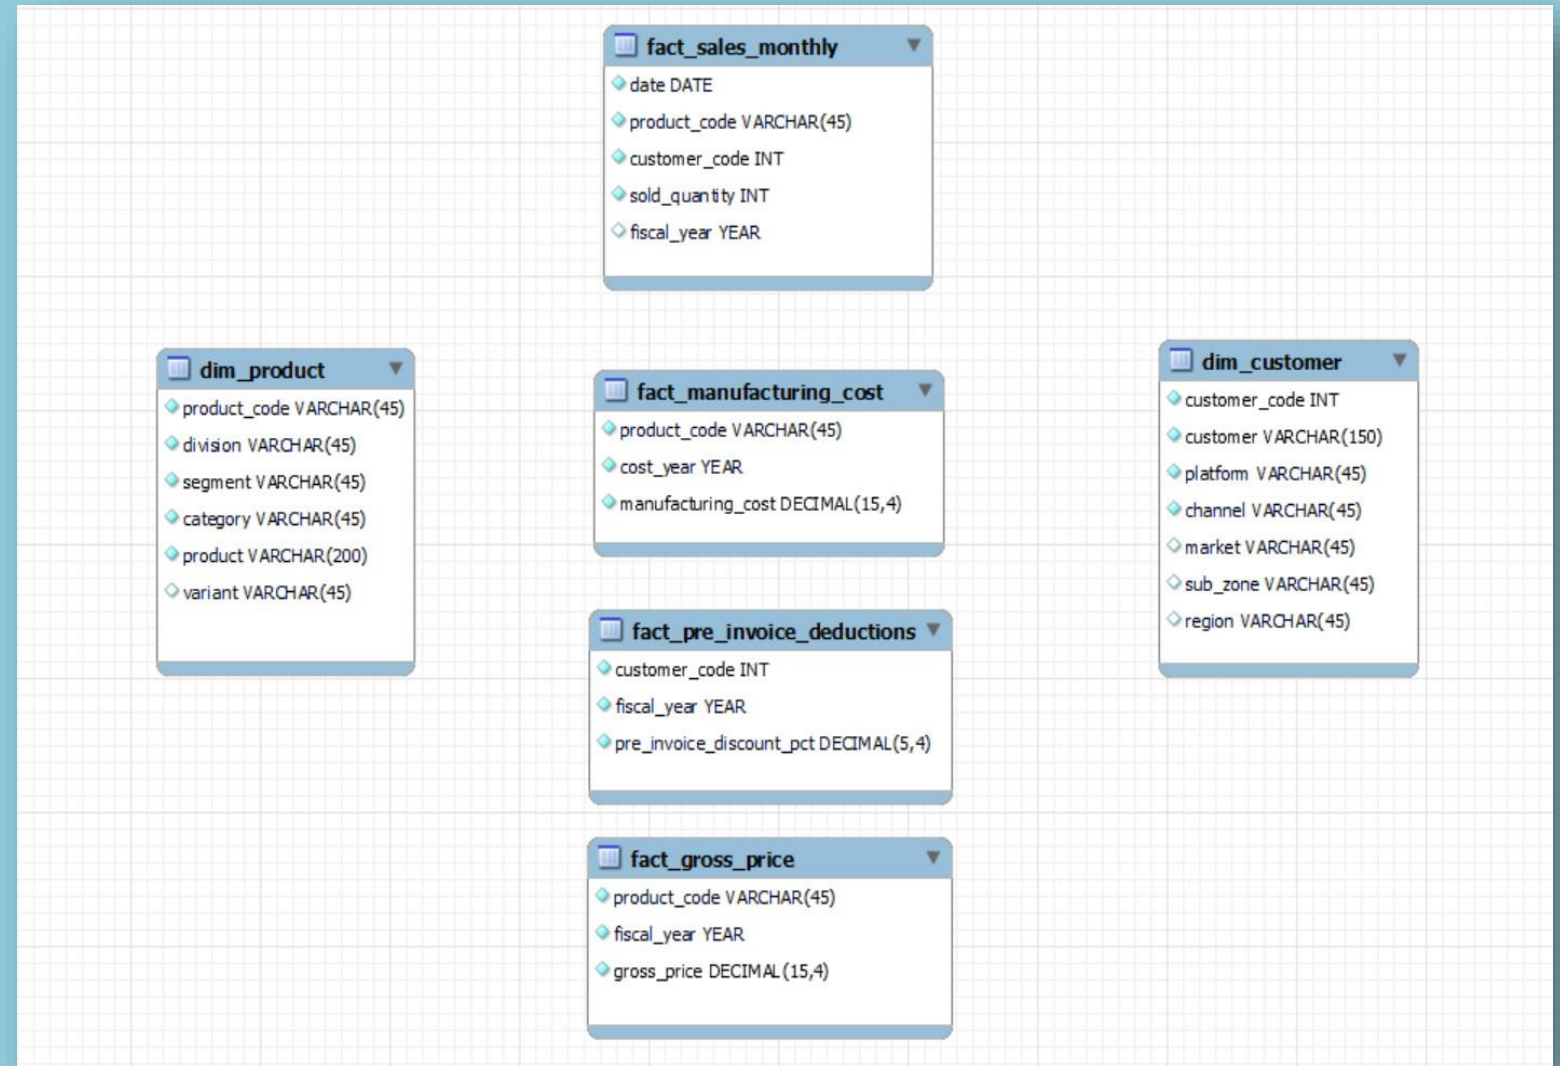 fact_sales_monthly
date DATE
product_code VARCHAR(45)
customer_code INT
sold_quantity INT
fiscal_year YEAR
dim_product
product_code VARCHAR(45)
division VARCHAR(45)
segment VARCHAR(45)
category VARCHAR(45)
product VARCHAR(200)
variant VARCHAR(45)
fact_manufacturing_cost
product_code VARCHAR(45)
cost_year YEAR
manufacturing_cost DECIMAL(15,4)
dim_customer
customer_code INT
customer VARCHAR(150)
platform VARCHAR(45)
channel VARCHAR(45)
market VARCHAR(45)
sub_zone VARCHAR(45)
region VARCHAR(45)
fact_pre_invoice_deductions
customer_code INT
fiscal_year YEAR
pre_invoice_discount_pct DECIMAL(5,4)
fact_gross_price
product_code VARCHAR(45)
fiscal_year YEAR
gross_price DECIMAL(15,4)